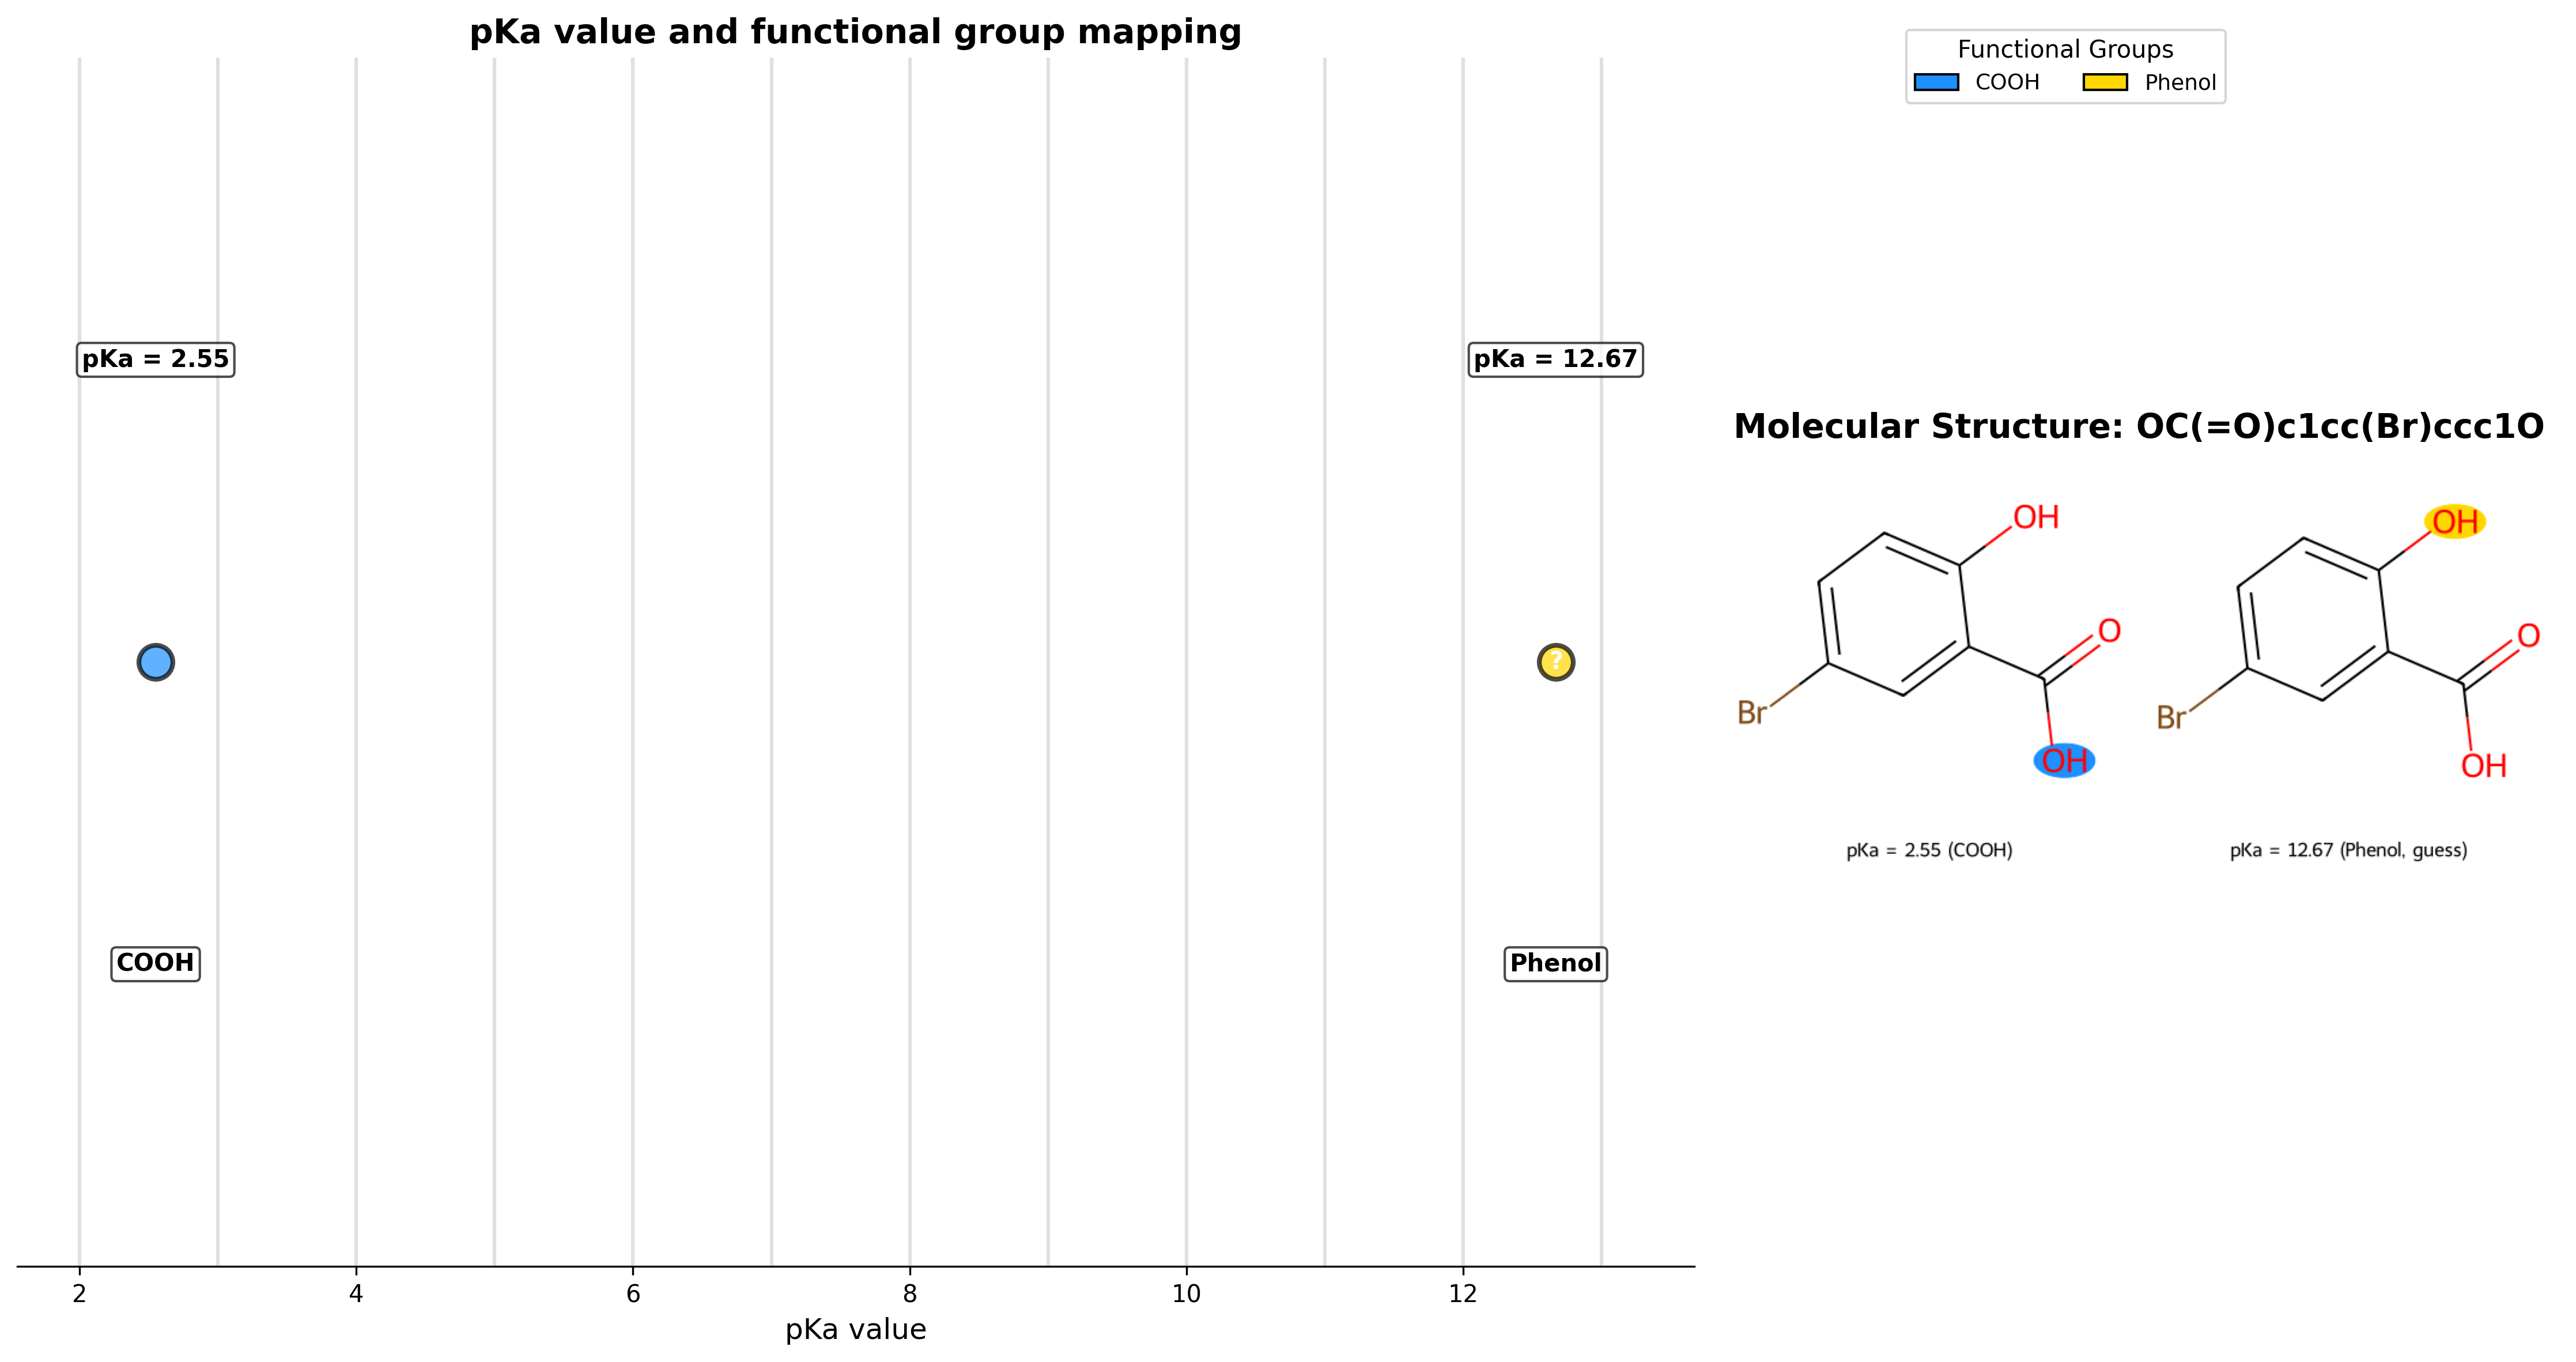 pKa value and functional group mapping
Functional Groups
COOH
Phenol
pKa = 2.55
pKa = 12.67
Molecular Structure: OC(=O)c1cc(Br)ccc1O
OH
O
Br
OH
OH
O
Br
OH
?
pKa = 2.55 (COOH)
pKa = 12.67 (Phenol, guess)
COOH
Phenol
2
4
6
8
10
12
pKa value